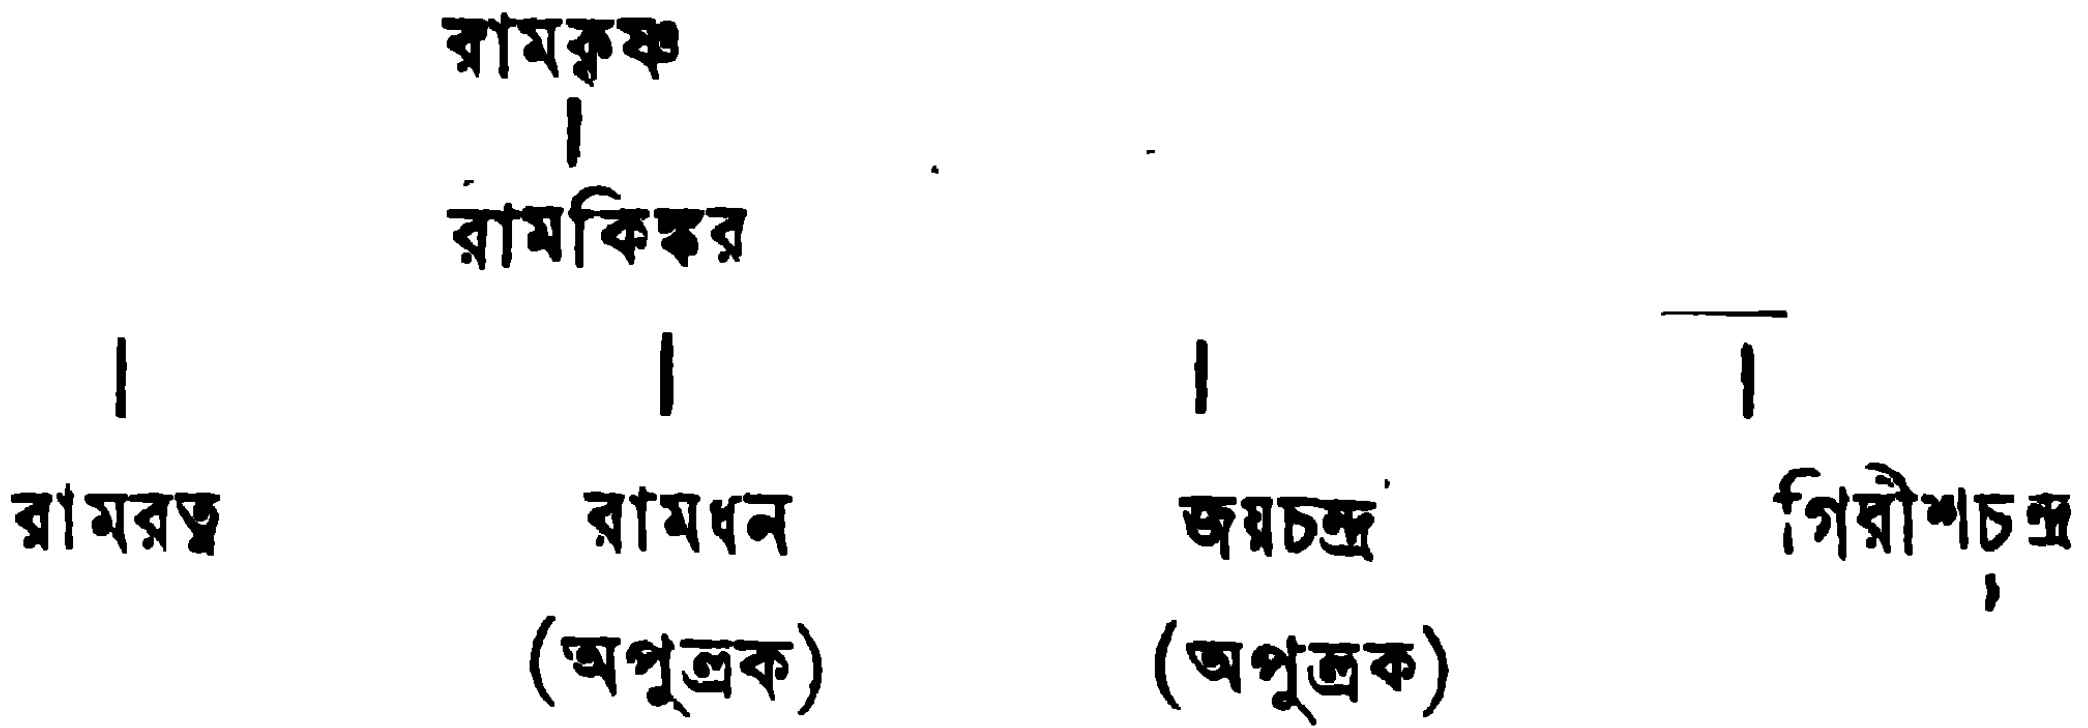 রামকৃষ্ণ
রামকিঙ্কর
রামরত্ন রামধন জয়চন্দ্র গিরীশচন্দ্র
(অপুত্রক) (অপুত্রক)